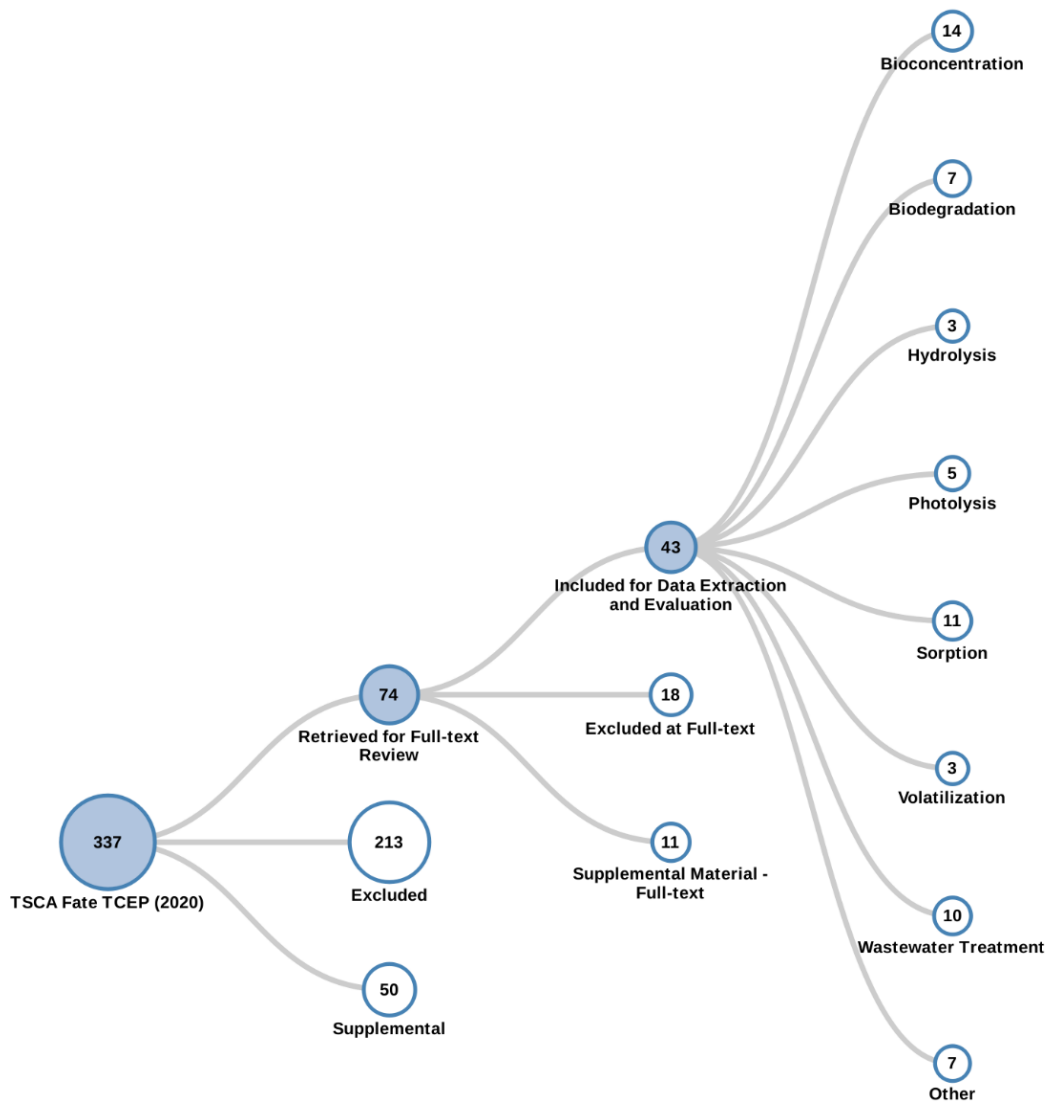 337
TSCA Fate TCEP (2020)
74
Retrieved for Full-text
Review
213
Excluded
50
Supplemental
43
Included for Data Extraction
and Evaluation
18
Excluded at Full-text
11
Supplemental Material -
Full-text
14
Bioconcentration
7
Biodegradation
3
Hydrolysis
5
Photolysis
11
Sorption
3
Volatilization
10
Wastewater Treatment
7
Other